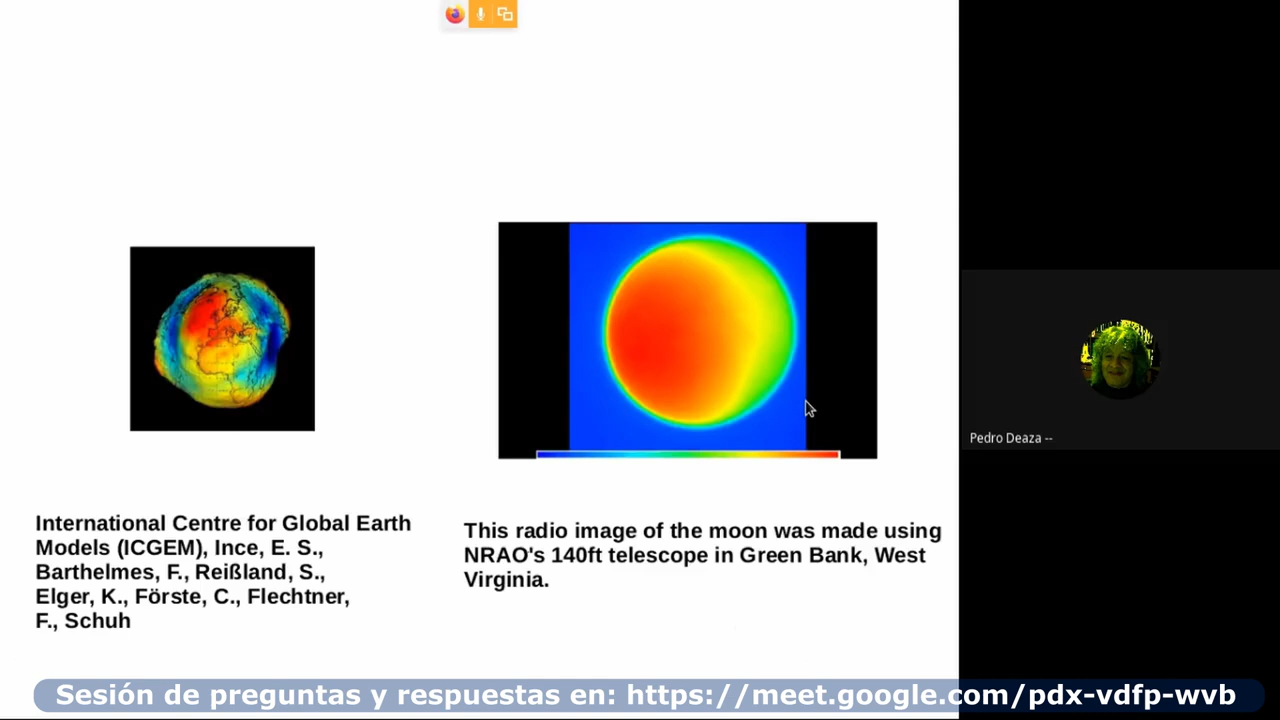 International Centre for Global Earth
Models (ICGEM), Ince, E. S.,
Barthelmes, F., Reißland, S.,
Elger, K., Förste, C., Flechtner,
F., Schuh
This radio image of the moon was made using
NRAO's 140ft telescope in Green Bank, West
Virginia.
Pedro Deaza --
Sesión de preguntas y respuestas en: https://meet.google.com/pdx-vdfp-wvb